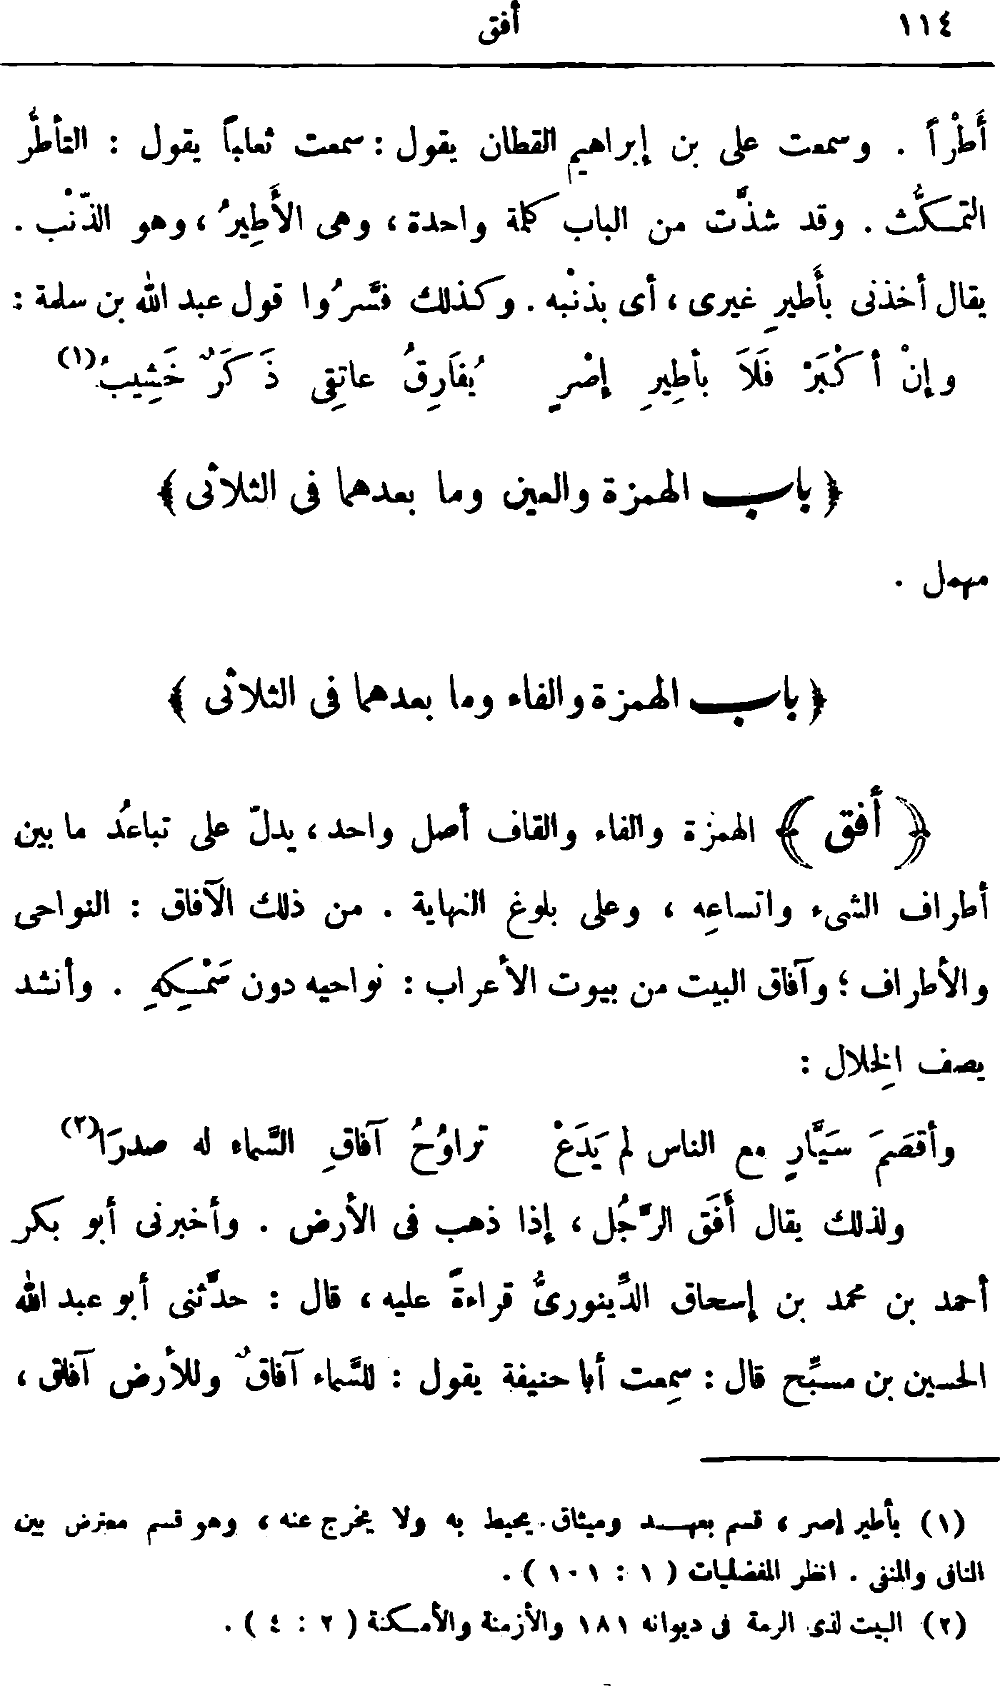 ١١٤
أفق
أَطْراً . وسمعت على بن إبراهيم القطان يقول : سمعت ثعلباً يقول : التأطُّر
التمكُّث . وقد شذَّت من الباب كلمة واحدة ، وهى الأَطِيرُ ، وهو الذّنْب .
يقال أخذنى بأَطيرِ غيرى ، أى بذنْبه . وكذلك فسَّرُوا قول عبد الله بن سلمة :
وإنْ أكْبَرْ فَلَا بأطِيرِ إصْرٍ يُفَارِقُ عاتِقِى ذَكَرٌ خَشِيبُ(١)
﴿ باب الهمزة والعين وما بعدهما فى الثلاثى ﴾
مهمل .
﴿ باب الهمزة والفاء وما بعدهما فى الثلاثى ﴾
﴿ أفق ﴾ الهمزة والفاء والقاف أصل واحد ، يدلّ على تباعُد ما بين
أطراف الشىء واتساعِه ، وعلى بلوغ النهاية . من ذلك الآفاق : النواحى
والأطراف ؛ وآفاق البيت من بيوت الأعراب : نواحيه دون سَمْكِهِ . وأنشد
يصف الخِلال :
وأقصَمَ سَيَّارٍ مع الناس لم يَدَعْ تراوُحُ آفاقِ السَّماء له صدرَا(٢)
ولذلك يقال أَفَق الرَّجُل ، إذا ذهب فى الأرض . وأخبرنى أبو بكر
أحمد بن محمد بن إسحاق الدِّينورىُّ قراءةً عليه ، قال : حدَّثنى أبو عبد الله
الحسين بن مسبِّح قال : سمِعت أبا حنيفة يقول : للسَّماء آفاقٌ وللأرض آفاق ،
(١) بأطير إصر ، قسم بعهد وميثاق يحيط به ولا يخرج عنه ، وهو قسم معترض بين
النافى والمنفى . انظر المفضليات ( ١ : ١٠١ ) .
(٢) البيت لذى الرمة فى ديوانه ١٨١ والأزمنة والأمكنة ( ٢ : ٤ ) .